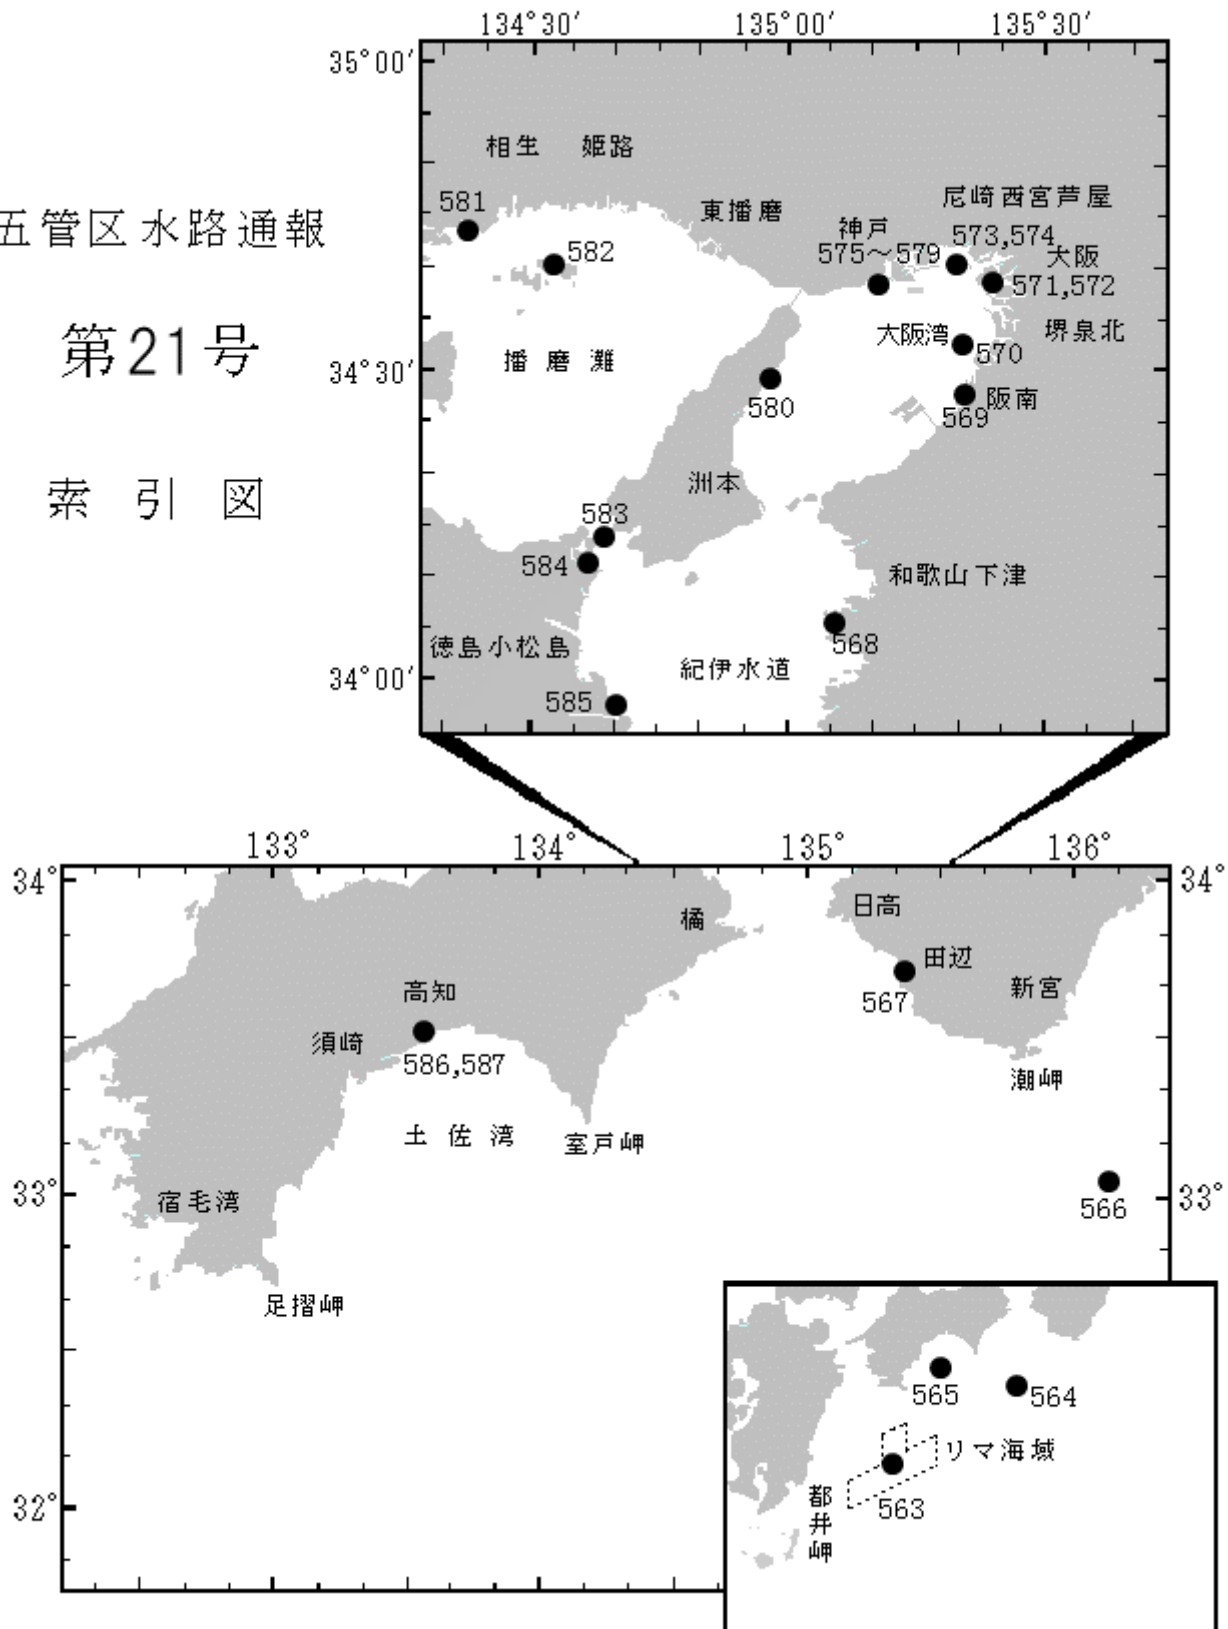 134°30′ 135°00′ 135°30′
35°00′
相生 姫路
581
東播磨
尼崎西宮芦屋
五管区水路通報
582
神戸
573,574
575〜579
大阪
571,572
第21号
播磨灘
大阪湾
堺泉北
570
34°30′
580
阪南
569
索引図
洲本
583
584
和歌山下津
徳島小松島
568
紀伊水道
34°00′
585
133° 134° 135° 136°
34° 34°
橘
日高
田辺
高知
567
新宮
須崎
586,587
潮岬
土佐湾
室戸岬
33° 33°
宿毛湾
566
足摺岬
565
564
リマ海域
都井岬
563
32°